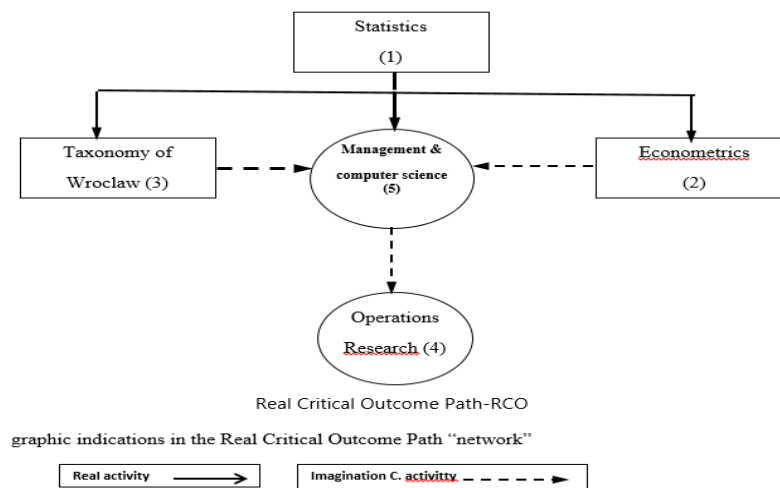 Statistics
(1)
Taxonomy of
Wroclaw (3)
Management &
computer science
(5)
Econometrics
(2)
Operations
Research (4)
Real Critical Outcome Path-RCO
graphic indications in the Real Critical Outcome Path “network”
Real activity
Imagination C. activitty